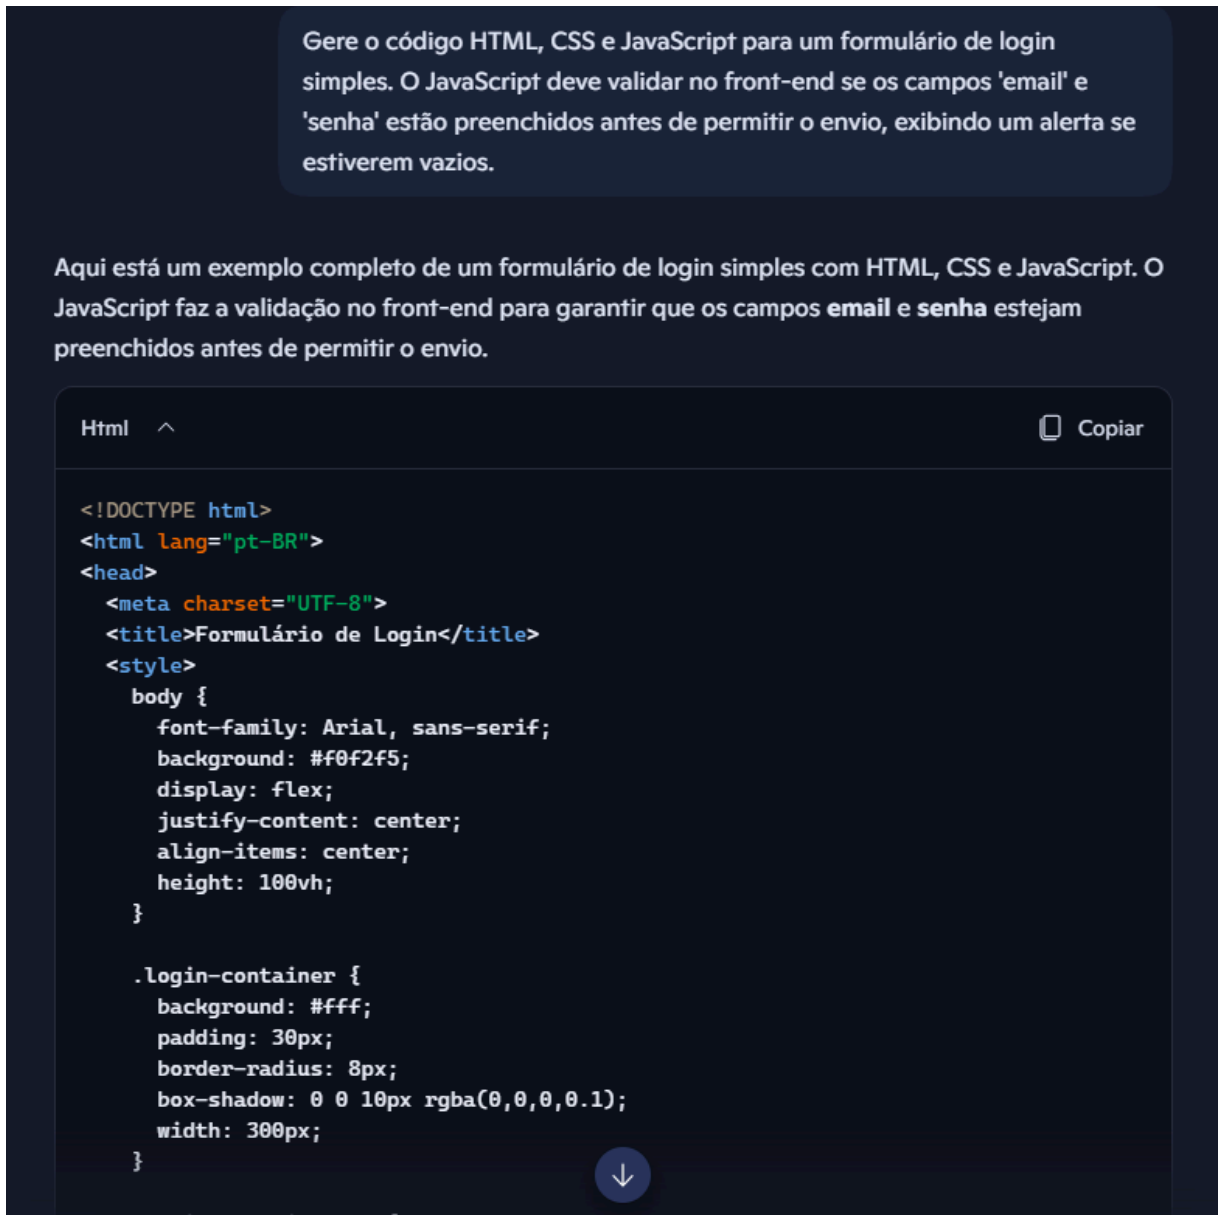 Gere o código HTML, CSS e JavaScript para um formulário de login
simples. O JavaScript deve validar no front-end se os campos 'email' e
'senha' estão preenchidos antes de permitir o envio, exibindo um alerta se
estiverem vazios.
Aqui está um exemplo completo de um formulário de login simples com HTML, CSS e JavaScript. O
JavaScript faz a validação no front-end para garantir que os campos email e senha estejam
preenchidos antes de permitir o envio.
Html
Copiar
<!DOCTYPE html>
<html lang="pt-BR">
<head>
  <meta charset="UTF-8">
  <title>Formulário de Login</title>
  <style>
    body {
      font-family: Arial, sans-serif;
      background: #f0f2f5;
      display: flex;
      justify-content: center;
      align-items: center;
      height: 100vh;
    }
    .login-container {
      background: #fff;
      padding: 30px;
      border-radius: 8px;
      box-shadow: 0 0 10px rgba(0,0,0,0.1);
      width: 300px;
    }